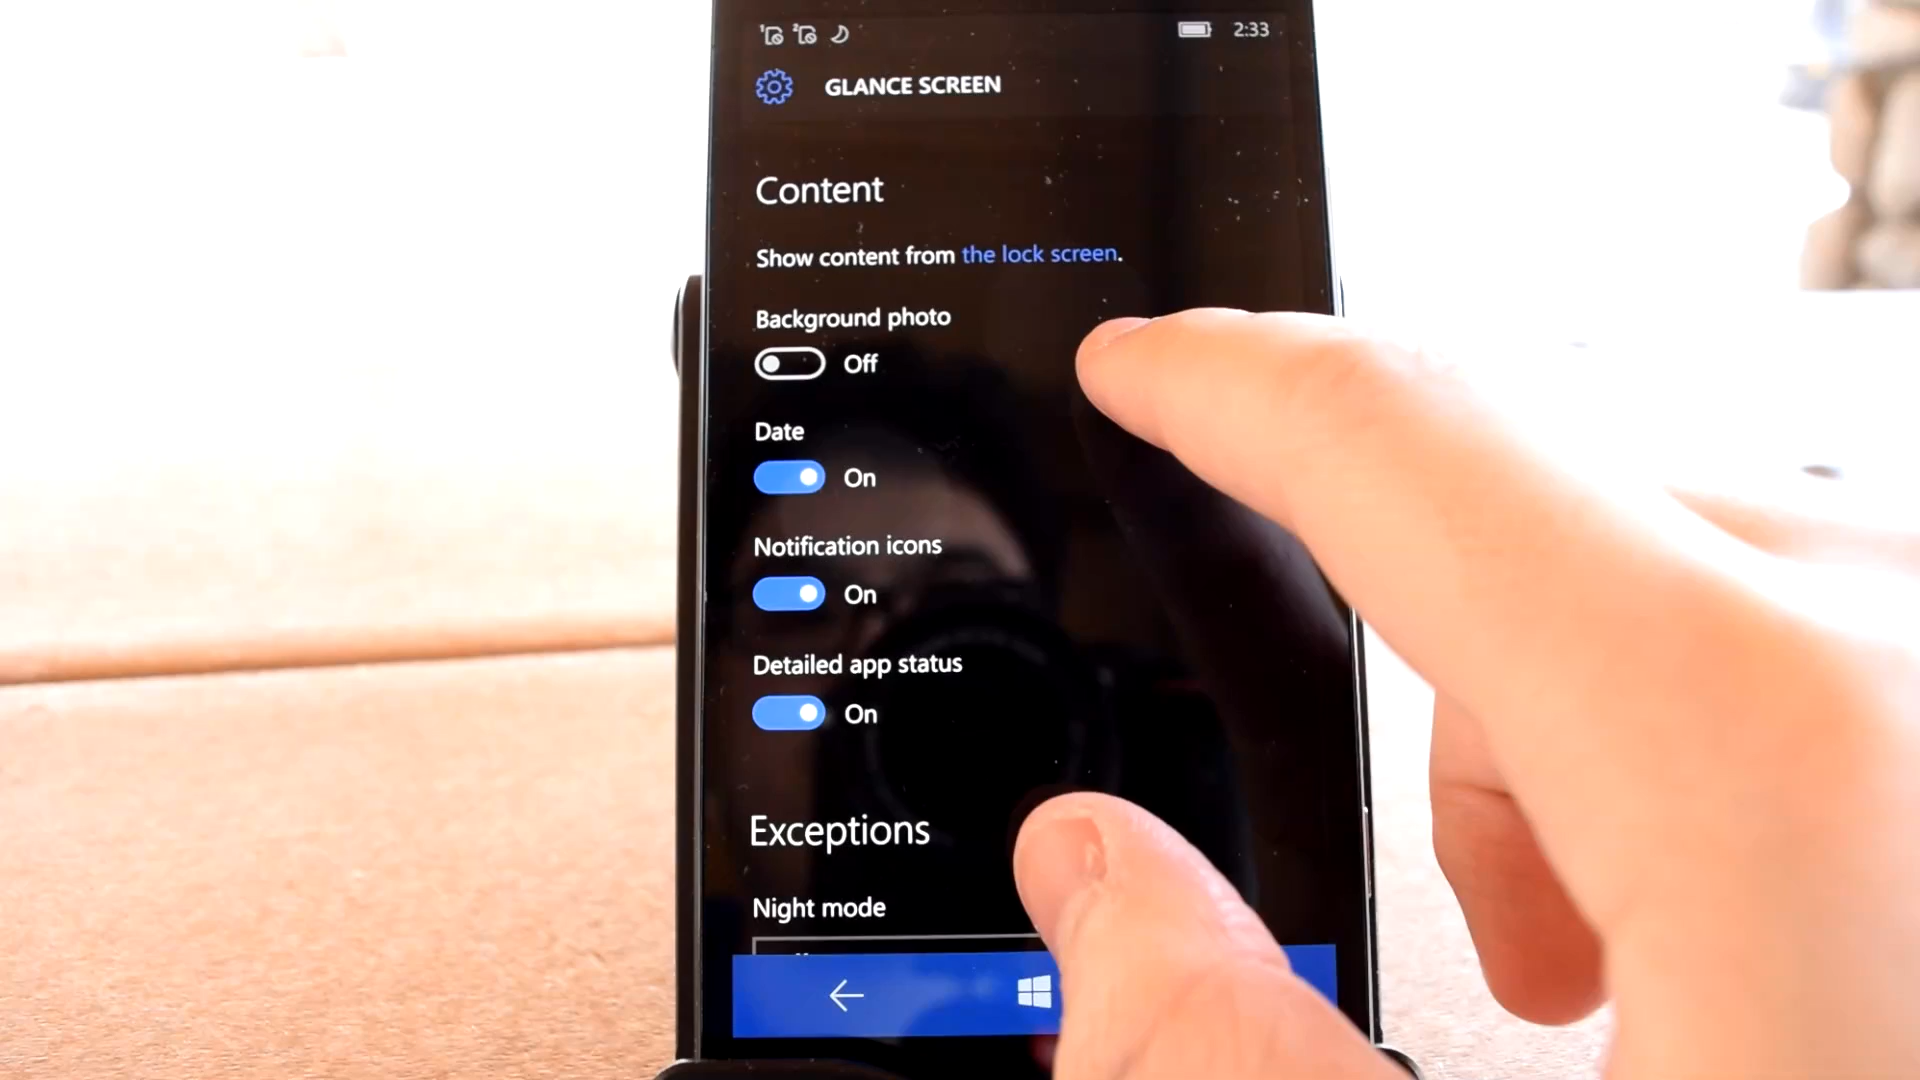 2:33
GLANCE SCREEN
Content
Show content from the lock screen.
Background photo
Off
Date
On
Notification icons
On
Detailed app status
On
Exceptions
Night mode